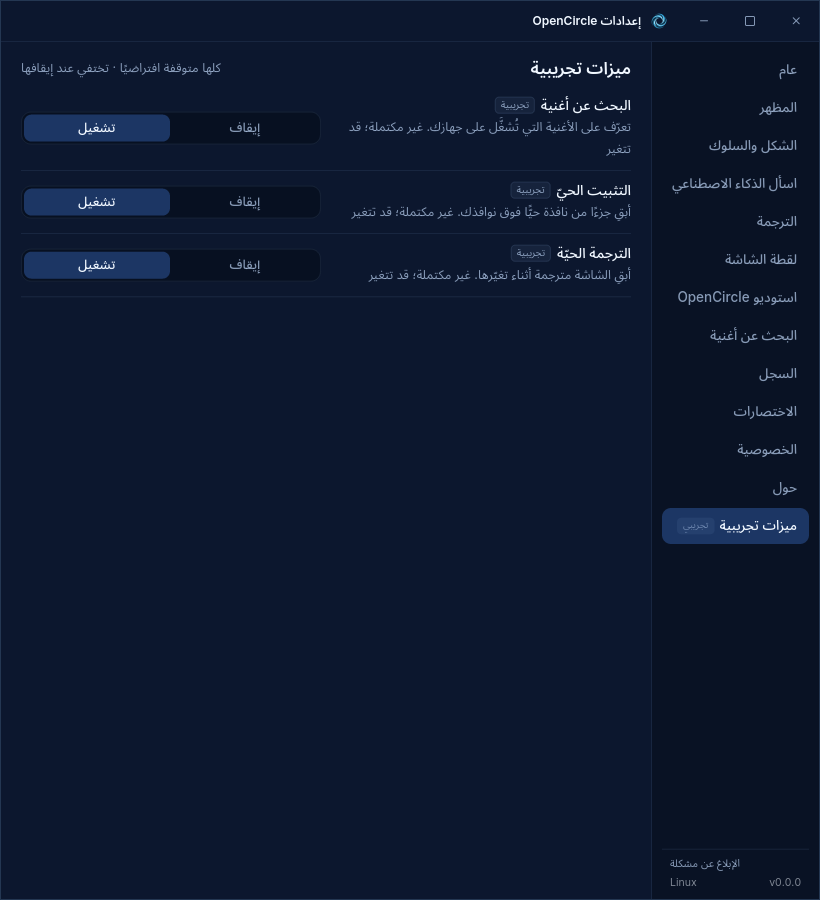 إعدادات OpenCircle
عام
المظهر
الشكل والسلوك
اسأل الذكاء الاصطناعي
الترجمة
لقطة الشاشة
استوديو OpenCircle
البحث عن أغنية
السجل
الاختصارات
الخصوصية
حول
ميزات تجريبية تجريبي
الإبلاغ عن مشكلة
v0.0.0 Linux
ميزات تجريبية
كلها متوقفة افتراضيًا · تختفي عند إيقافها
البحث عن أغنية تجريبية
تعرّف على الأغنية التي تُشغَّل على جهازك. غير مكتملة؛ قد
تتغير
إيقاف تشغيل
التثبيت الحيّ تجريبية
أبقِ جزءًا من نافذة حيًّا فوق نوافذك. غير مكتملة؛ قد تتغير
إيقاف تشغيل
الترجمة الحيّة تجريبية
أبقِ الشاشة مترجمة أثناء تغيّرها. غير مكتملة؛ قد تتغير
إيقاف تشغيل